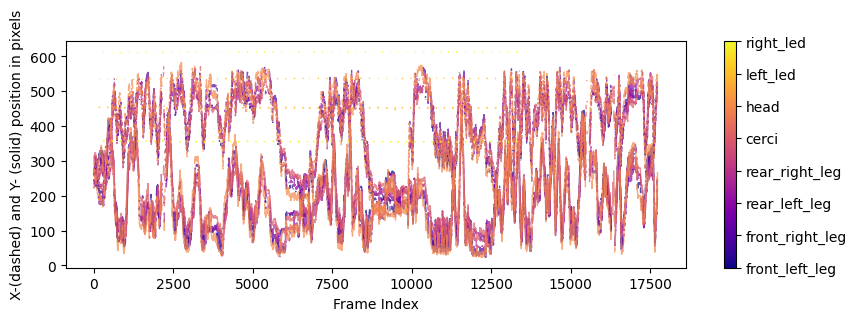 X-(dashed) and Y- (solid) position in pixels
600
500
400
300
200
100
0
0
2500
5000
7500
10000
12500
15000
17500
Frame Index
right_led
left_led
head
cerci
rear_right_leg
rear_left_leg
front_right_leg
front_left_leg